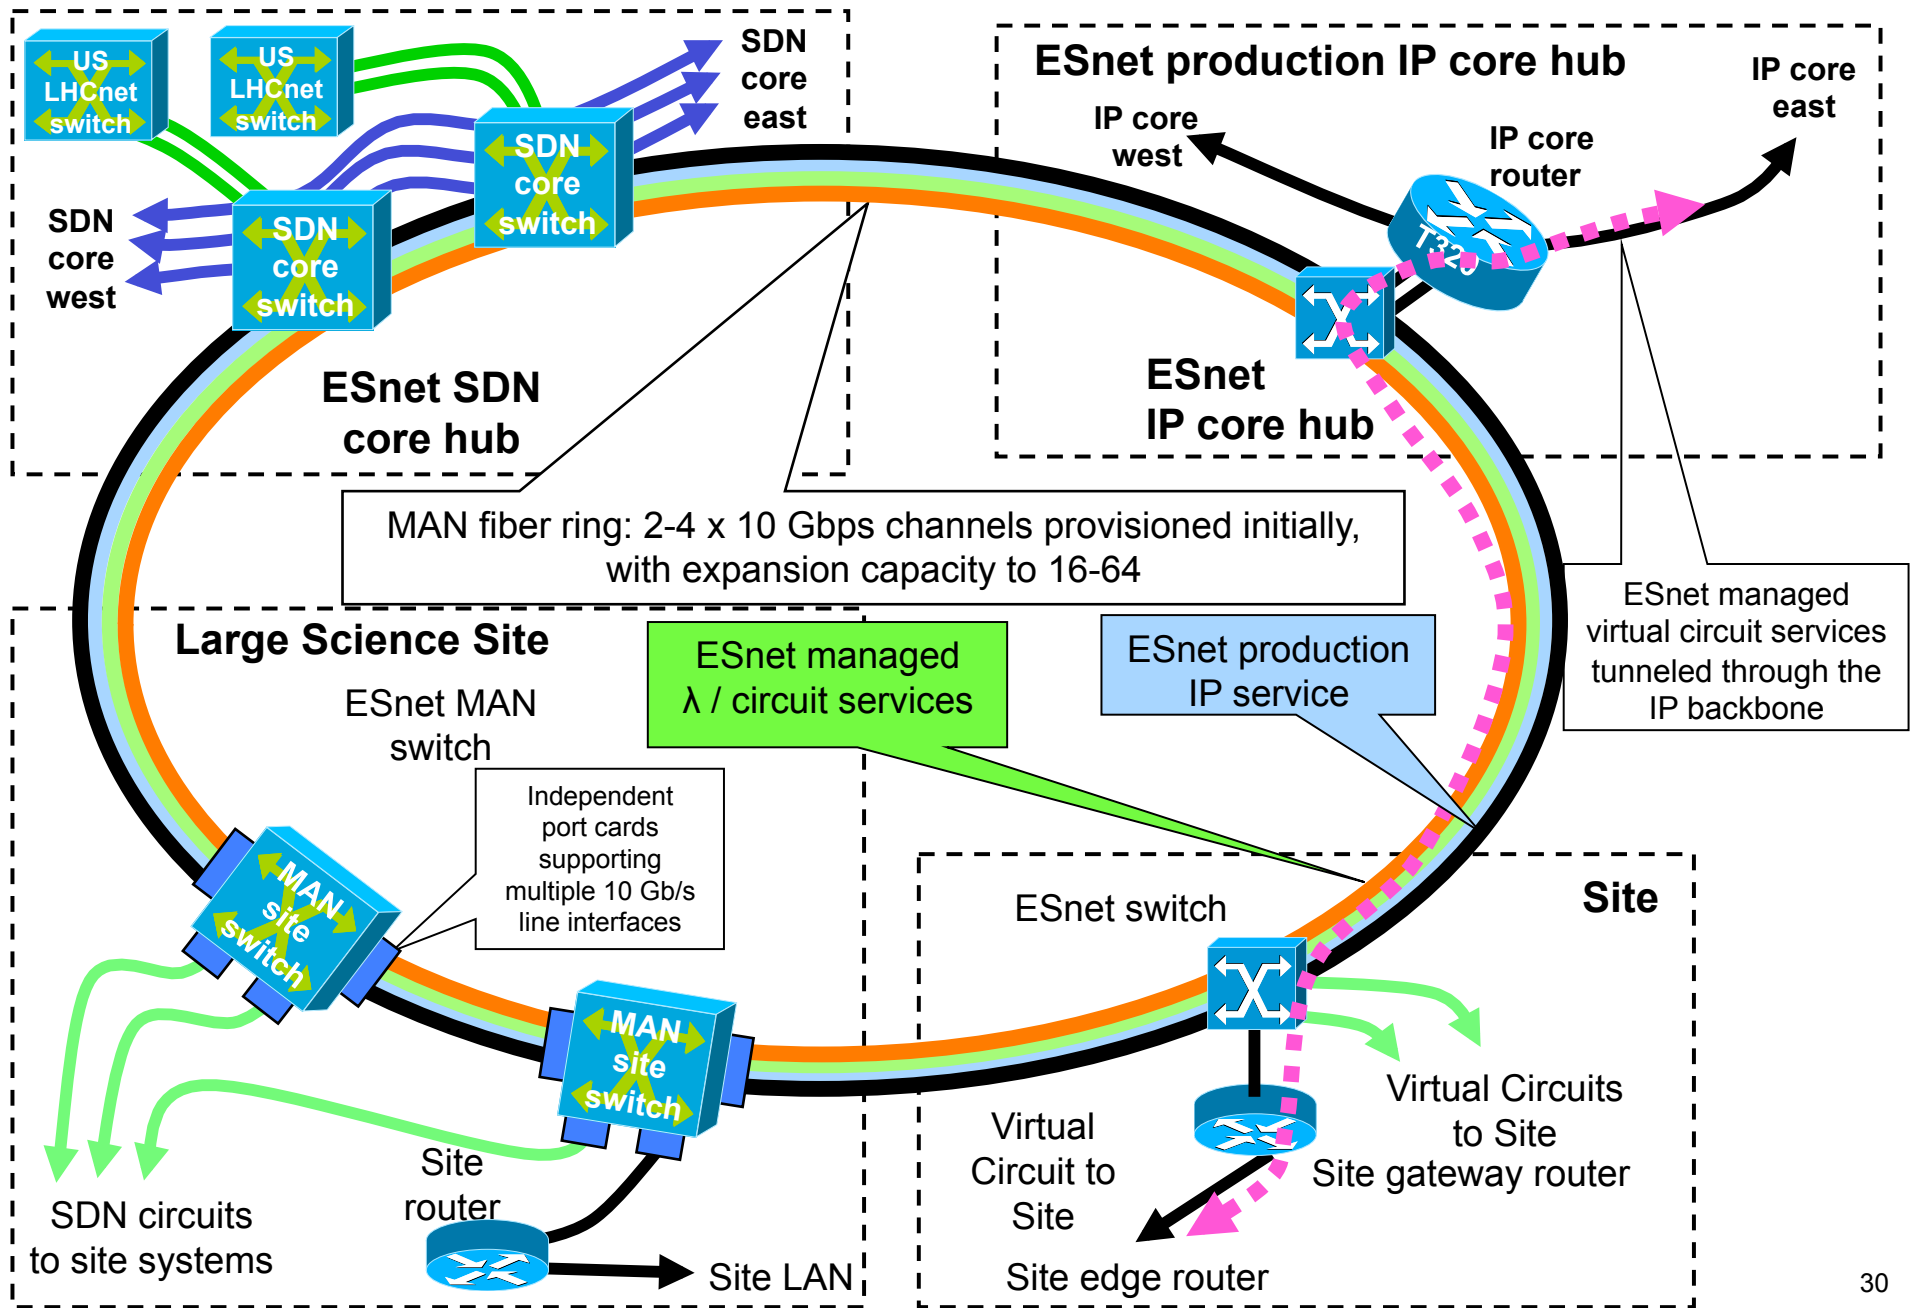 US
LHCnet
switch
US
LHCnet
switch
SDN
core
east
SDN
core
switch
SDN
core
west
SDN
core
switch
ESnet SDN
core hub
ESnet production IP core hub
IP core
east
IP core
west
IP core
router
T320
ESnet
IP core hub
MAN fiber ring: 2-4 x 10 Gbps channels provisioned initially,
with expansion capacity to 16-64
ESnet managed
virtual circuit services
tunneled through the
IP backbone
Large Science Site
ESnet MAN
switch
ESnet managed
λ / circuit services
ESnet production
IP service
Independent
port cards
supporting
multiple 10 Gb/s
line interfaces
MAN
site
switch
MAN
site
switch
ESnet switch
Site
Site
router
SDN circuits
to site systems
Site LAN
Virtual
Circuit to
Site
Virtual Circuits
to Site
Site gateway router
Site edge router
30